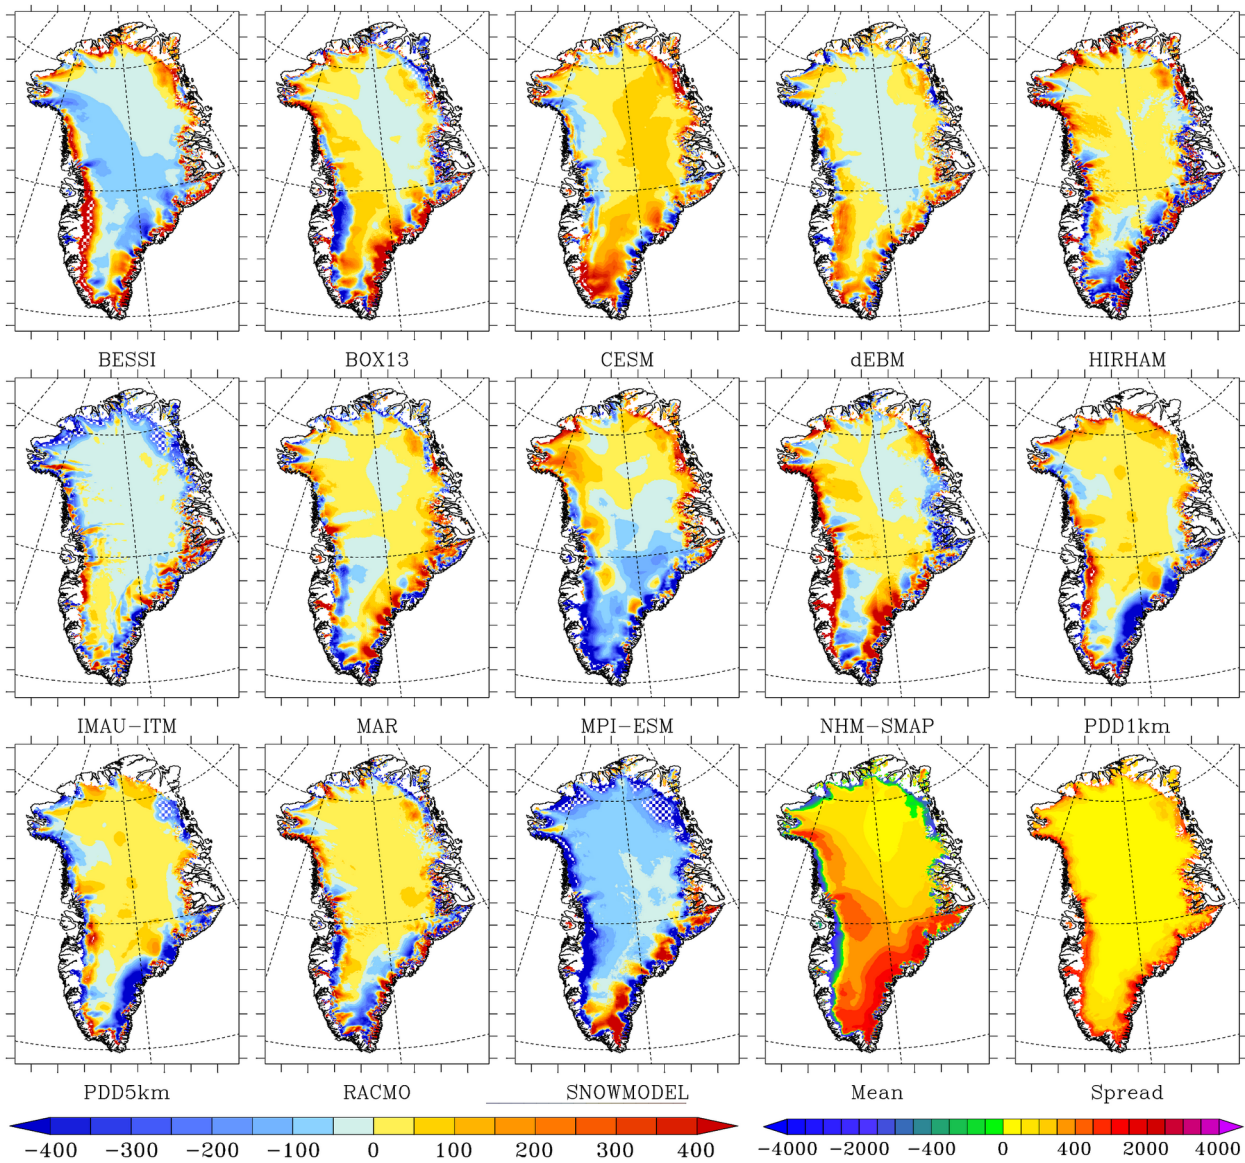 BESSI BOX13 CESM dEBM HIRHAM
IMAU-ITM MAR MPI-ESM NHM-SMAP PDD1km
PDD5km RACMO SNOWMODEL Mean Spread
-400 -300 -200 -100 0 100 200 300 400 -4000 -2000 -400 0 400 2000 4000